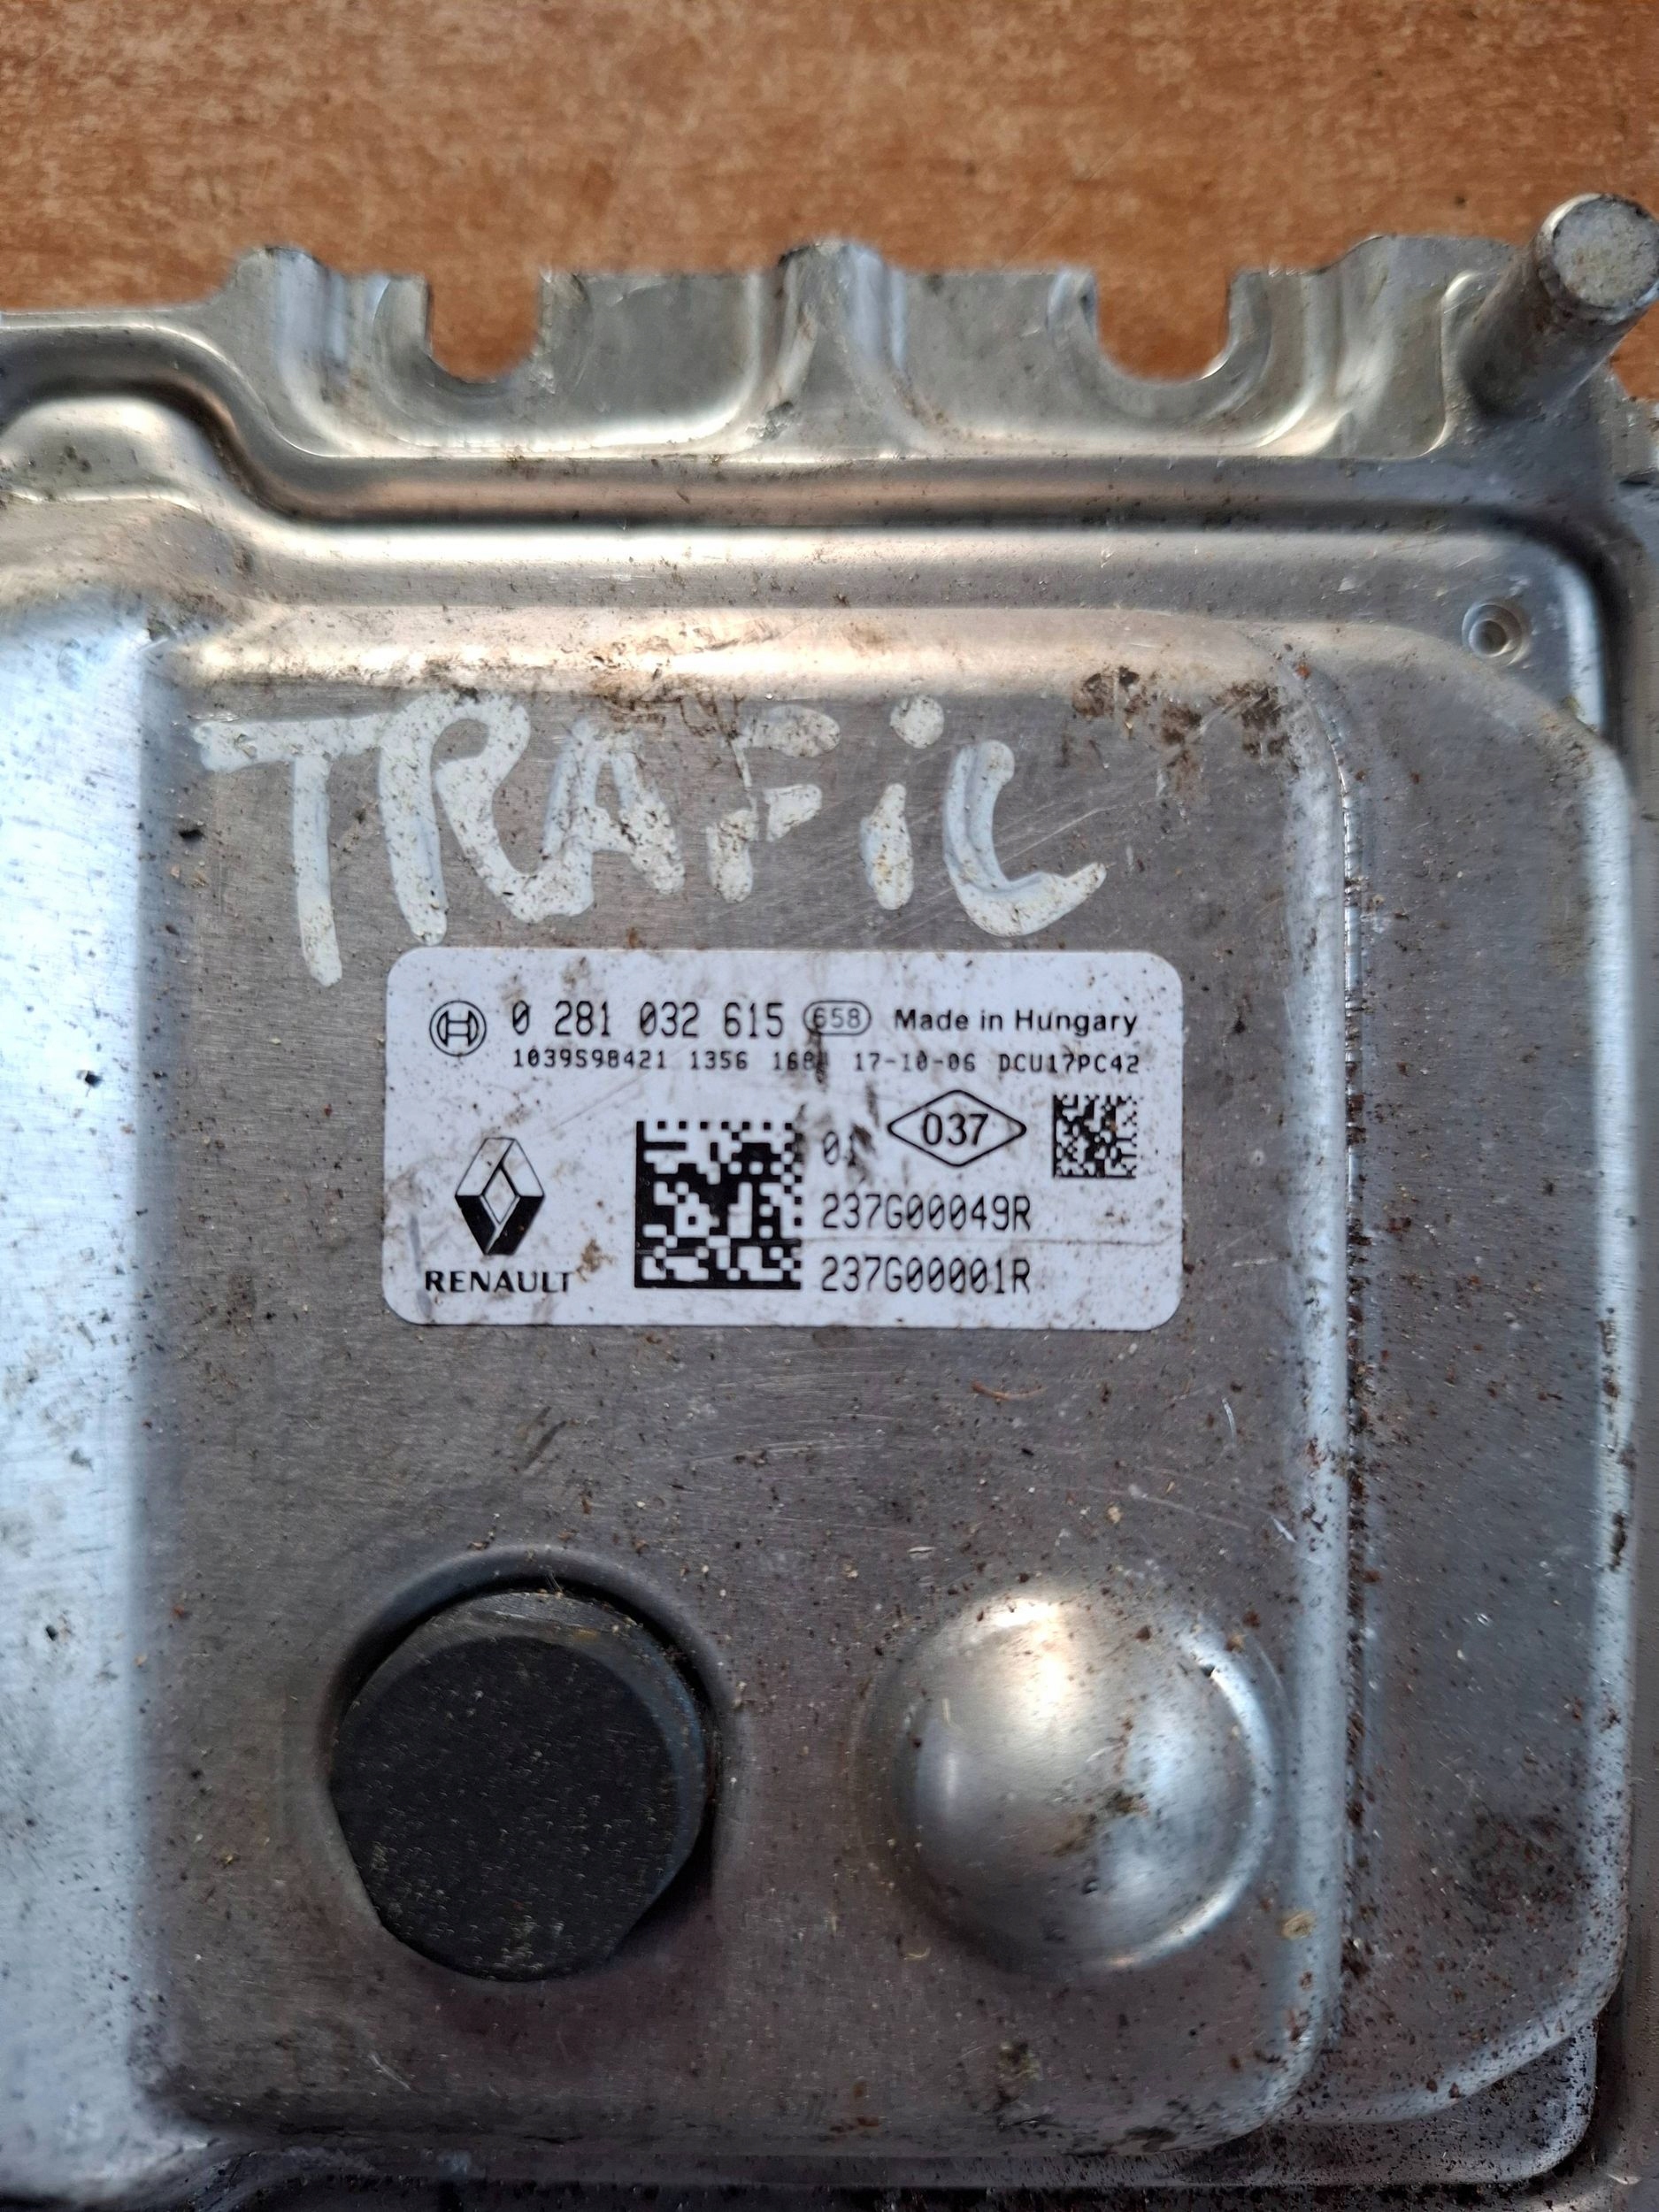 TRAFiC
0 281 032 615 658 Made in Hungary
1039S98421 1356 17-10-06 DCU17PC42
037
237G00049R
RENAULT 237G00001R